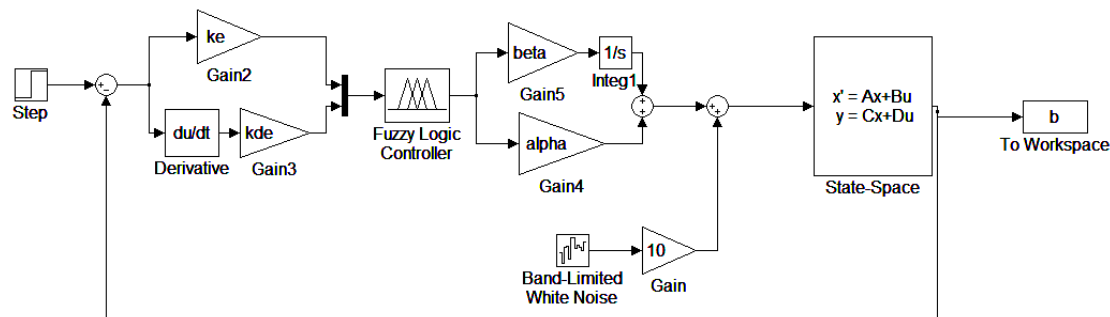 ke
Gain2
Step
du/dt
Derivative
kde
Gain3
Fuzzy Logic
Controller
beta
Gain5
1/s
Integ1
alpha
Gain4
Band-Limited
White Noise
10
Gain
x' = Ax+Bu
y = Cx+Du
State-Space
b
To Workspace